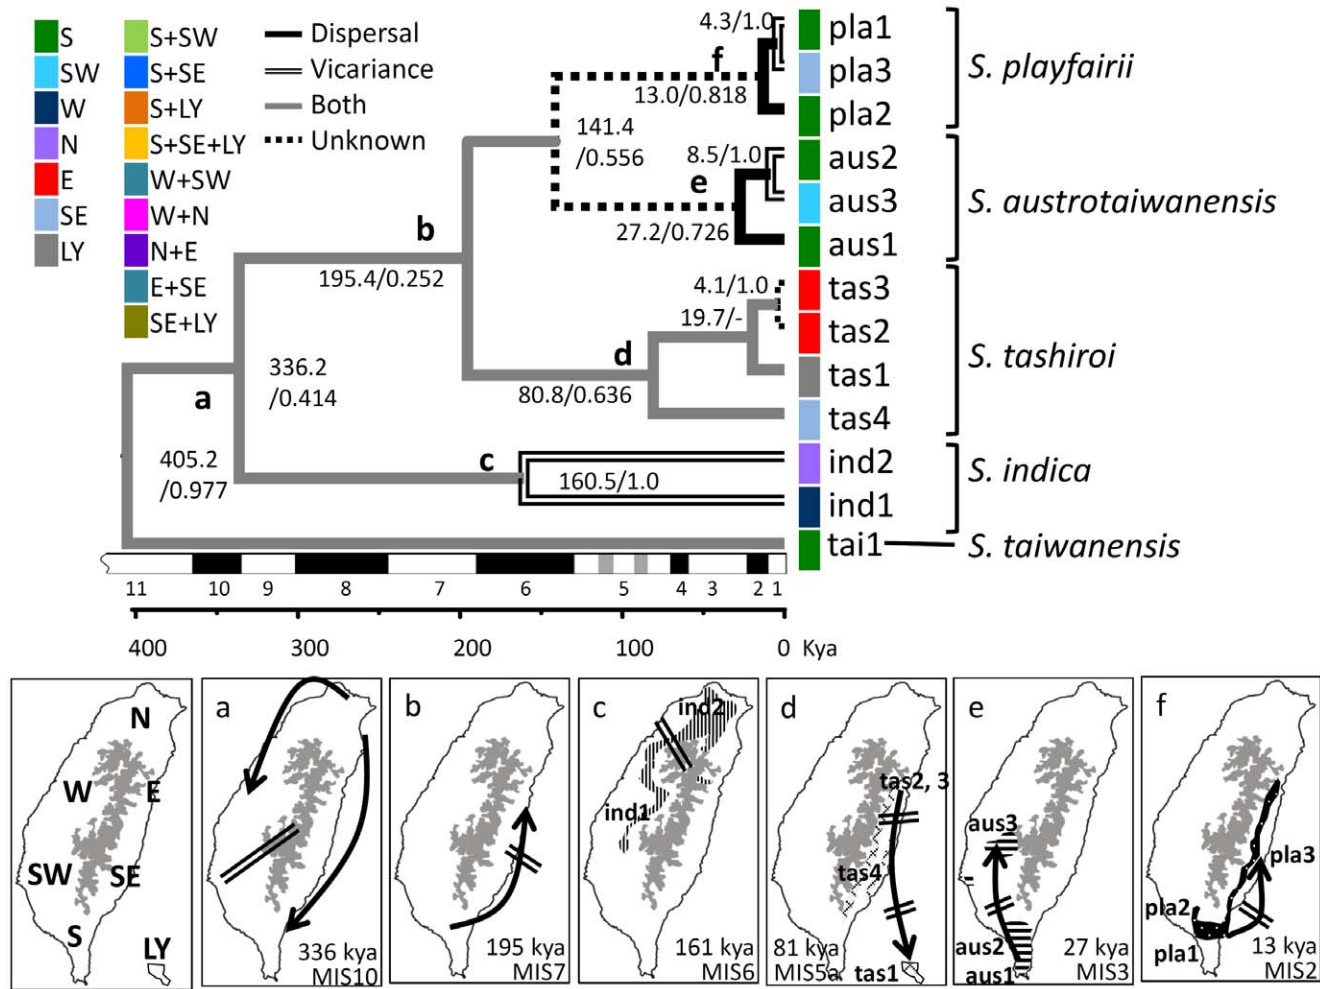 S
SW
W
N
E
SE
LY
S+SW
S+SE
S+LY
S+SE+LY
W+SW
W+N
N+E
E+SE
SE+LY
Dispersal
Vicariance
Both
Unknown
4.3/1.0
f
13.0/0.818
141.4
/0.556
8.5/1.0
e
27.2/0.726
b
195.4/0.252
4.1/1.0
19.7/-
d
80.8/0.636
336.2
/0.414
a
405.2
/0.977
c
160.5/1.0
pla1
pla3
pla2
aus2
aus3
aus1
tas3
tas2
tas1
tas4
ind2
ind1
tai1
S. playfairii
S. austrotaiwanensis
S. tashiroi
S. indica
S. taiwanensis
11 10 9 8 7 6 5 4 3 2 1
400 300 200 100 0 Kya
N
W E
SW SE
S
LY
a
336 kya
MIS10
b
195 kya
MIS7
c
ind2
ind1
161 kya
MIS6
d
tas2, 3
tas4
81 kya
MIS5a
tas1
e
aus3
aus2
aus1
27 kya
MIS3
f
pla3
pla2
pla1
13 kya
MIS2